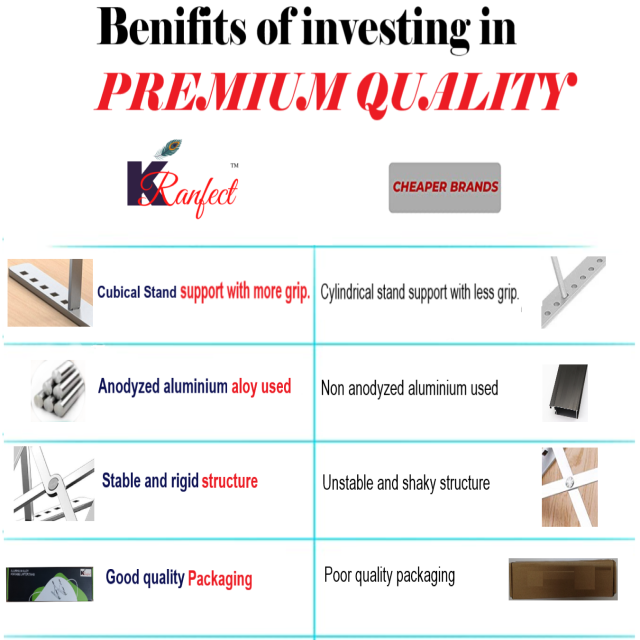 Benifits of investing in
PREMIUM QUALITY
K Ranfect ™
CHEAPER BRANDS
Cubical Stand support with more grip.
Cylindrical stand support with less grip.
Anodyzed aluminium aloy used
Non anodyzed aluminium used
Stable and rigid structure
Unstable and shaky structure
Good quality Packaging
Poor quality packaging